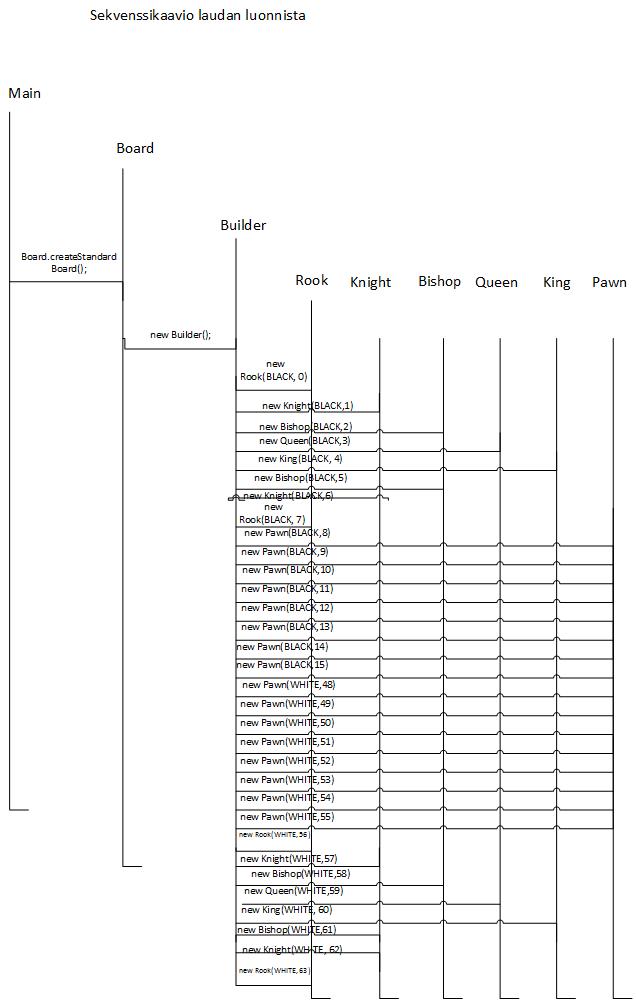 Sekvenssikaavio laudan luonnista
Main
Board
Builder
Board.createStandard
Board();
Rook Knight Bishop Queen King Pawn
new Builder();
new
Rook(BLACK, 0)
new Knight(BLACK,1)
new Bishop(BLACK,2)
new Queen(BLACK,3)
new King(BLACK, 4)
new Bishop(BLACK,5)
new Knight(BLACK,6)
new
Rook(BLACK, 7)
new Pawn(BLACK,8)
new Pawn(BLACK,9)
new Pawn(BLACK,10)
new Pawn(BLACK,11)
new Pawn(BLACK,12)
new Pawn(BLACK,13)
new Pawn(BLACK,14)
new Pawn(BLACK,15)
new Pawn(WHITE,48)
new Pawn(WHITE,49)
new Pawn(WHITE,50)
new Pawn(WHITE,51)
new Pawn(WHITE,52)
new Pawn(WHITE,53)
new Pawn(WHITE,54)
new Pawn(WHITE,55)
new Rook(WHITE,56)
new Knight(WHITE,57)
new Bishop(WHITE,58)
new Queen(WHITE,59)
new King(WHITE, 60)
new Bishop(WHITE,61)
new Knight(WHITE, 62)
new Rook(WHITE, 63)